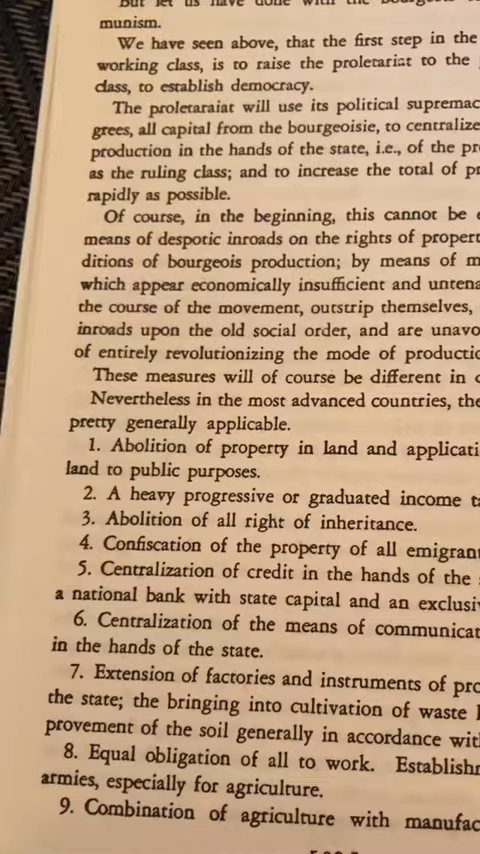 But let us have done with the
munism.
We have seen above, that the first step in the
working class, is to raise the proletariat to the
class, to establish democracy.
The proletaraiat will use its political supremac
grees, all capital from the bourgeoisie, to centralize
production in the hands of the state, i.e., of the pr
as the ruling class; and to increase the total of pr
rapidly as possible.
Of course, in the beginning, this cannot be e
means of despotic inroads on the rights of propert
ditions of bourgeois production; by means of m
which appear economically insufficient and untena
the course of the movement, outstrip themselves,
inroads upon the old social order, and are unavo
of entirely revolutionizing the mode of productio
These measures will of course be different in c
Nevertheless in the most advanced countries, the
pretty generally applicable.
1. Abolition of property in land and applicati
land to public purposes.
2. A heavy progressive or graduated income ta
3. Abolition of all right of inheritance.
4. Confiscation of the property of all emigrant
5. Centralization of credit in the hands of the
a national bank with state capital and an exclusiv
6. Centralization of the means of communicat
in the hands of the state.
7. Extension of factories and instruments of pro
the state; the bringing into cultivation of waste l
provement of the soil generally in accordance wit
8. Equal obligation of all to work. Establishr
armies, especially for agriculture.
9. Combination of agriculture with manufac